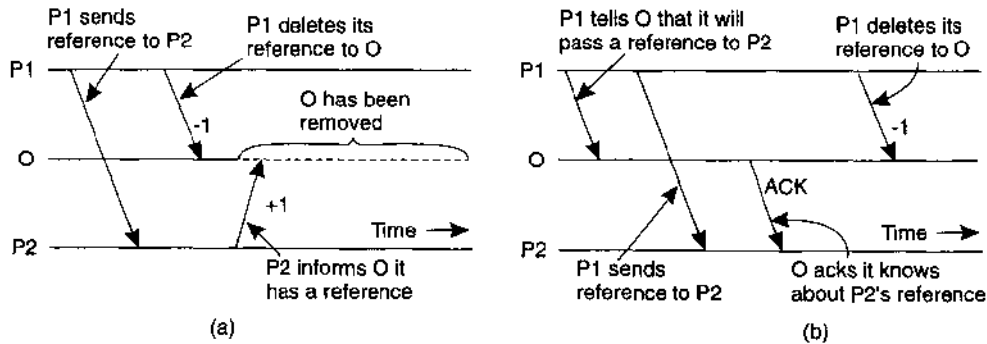 P1 sends
reference to P2
P1 deletes its
reference to O
P1
O has been
removed
-1
O
+1
Time
P2
P2 informs O it
has a reference
(a)
P1 tells O that it will
pass a reference to P2
P1 deletes its
reference to O
P1
-1
O
ACK
Time
P2
P1 sends
reference to P2
O acks it knows
about P2's reference
(b)